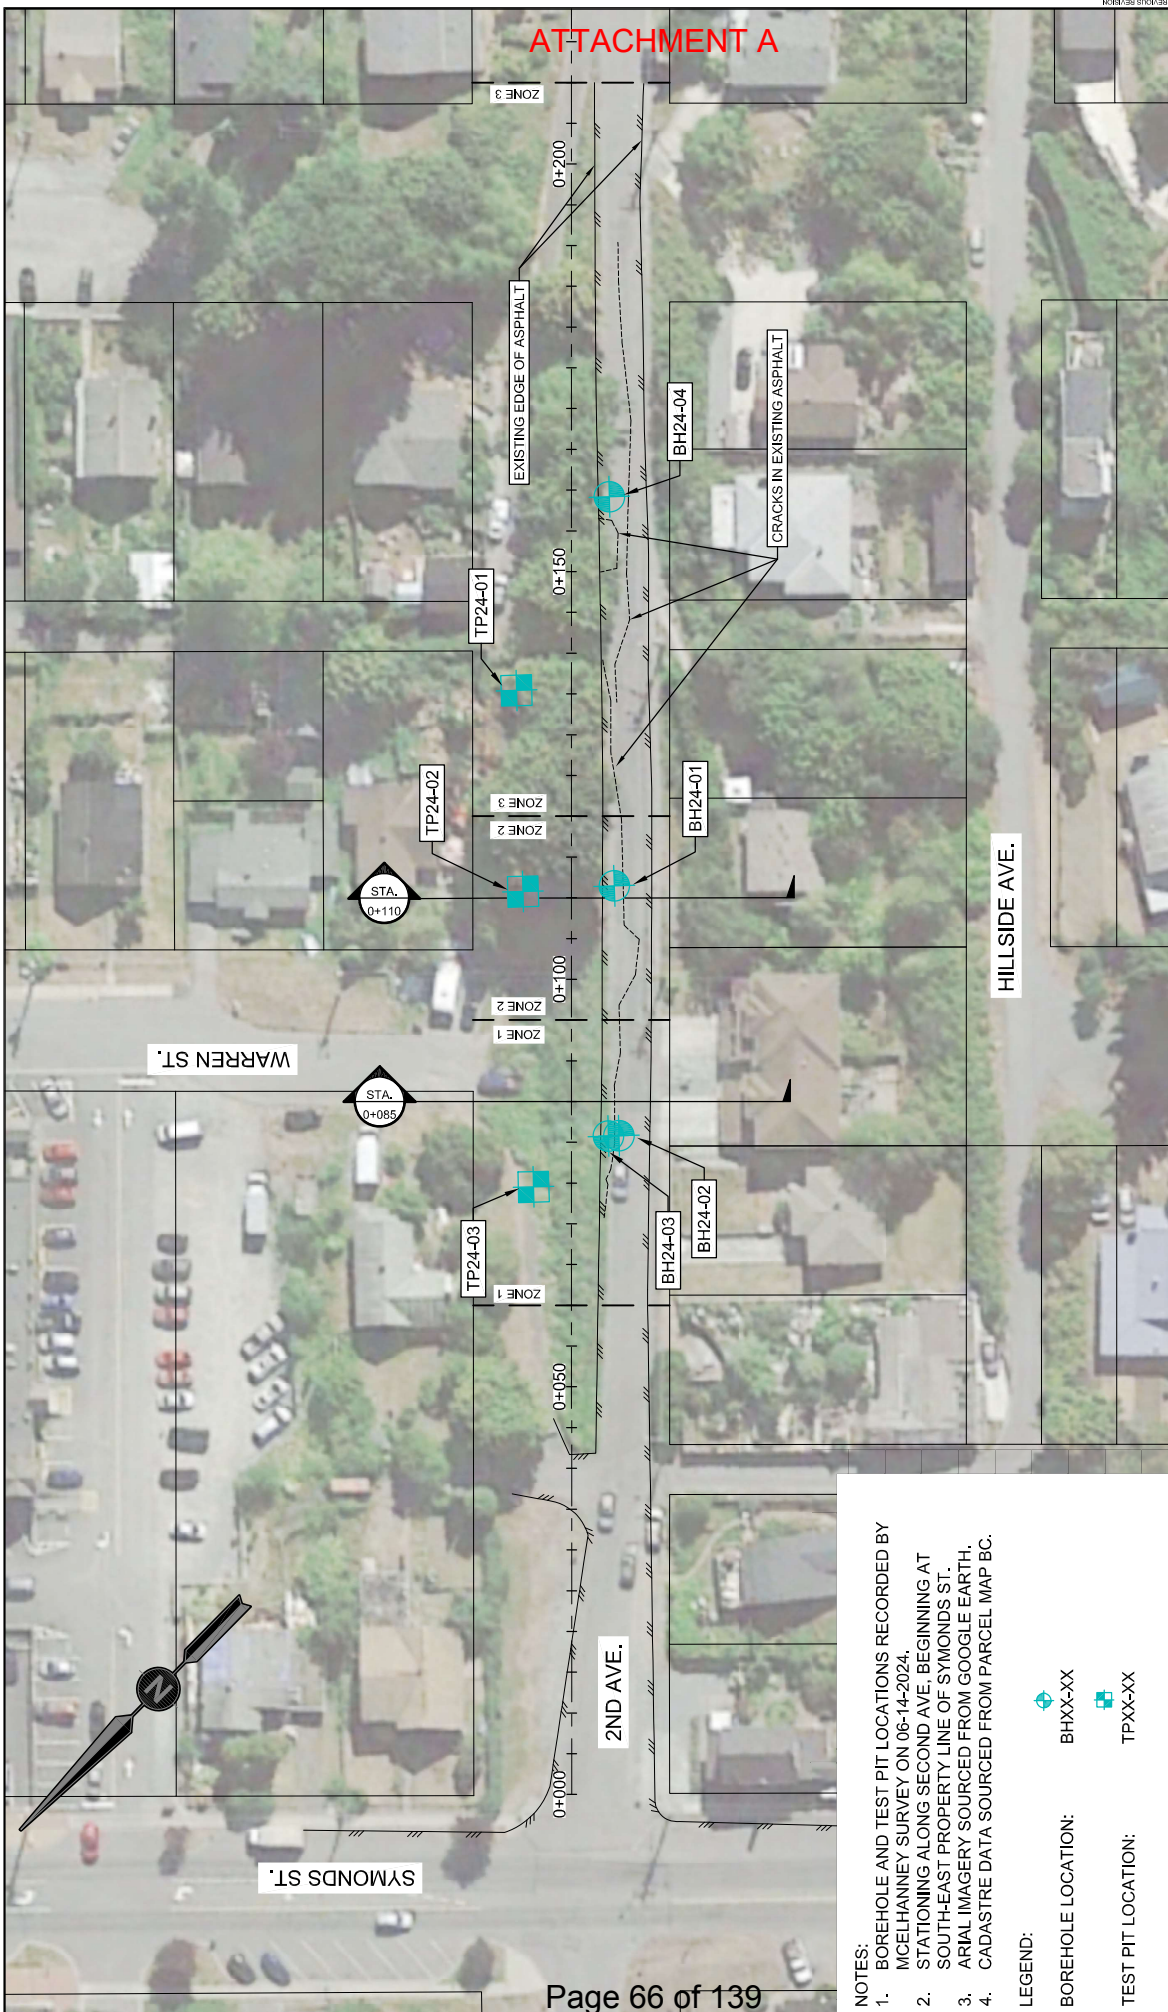 ATTACHMENT A
PREVIOUS REVISION
ZONE 3
0+200
EXISTING EDGE OF ASPHALT
BH24-04
CRACKS IN EXISTING ASPHALT
0+150
TP24-01
TP24-02
ZONE 3
ZONE 2
BH24-01
STA.
0+110
HILLSIDE AVE.
0+100
ZONE 2
ZONE 1
WARREN ST.
STA.
0+085
TP24-03
BH24-03
BH24-02
ZONE 1
0+050
N
2ND AVE.
0+000
SYMONDS ST.
NOTES:
1. BOREHOLE AND TEST PIT LOCATIONS RECORDED BY
MCELHANNEY SURVEY ON 06-14-2024.
2. STATIONING ALONG SECOND AVE, BEGINNING AT
SOUTH-EAST PROPERTY LINE OF SYMONDS ST.
3. ARIAL IMAGERY SOURCED FROM GOOGLE EARTH.
4. CADASTRE DATA SOURCED FROM PARCEL MAP BC.
LEGEND:
BOREHOLE LOCATION: BHXX-XX
TEST PIT LOCATION: TPXX-XX
Page 66 of 139